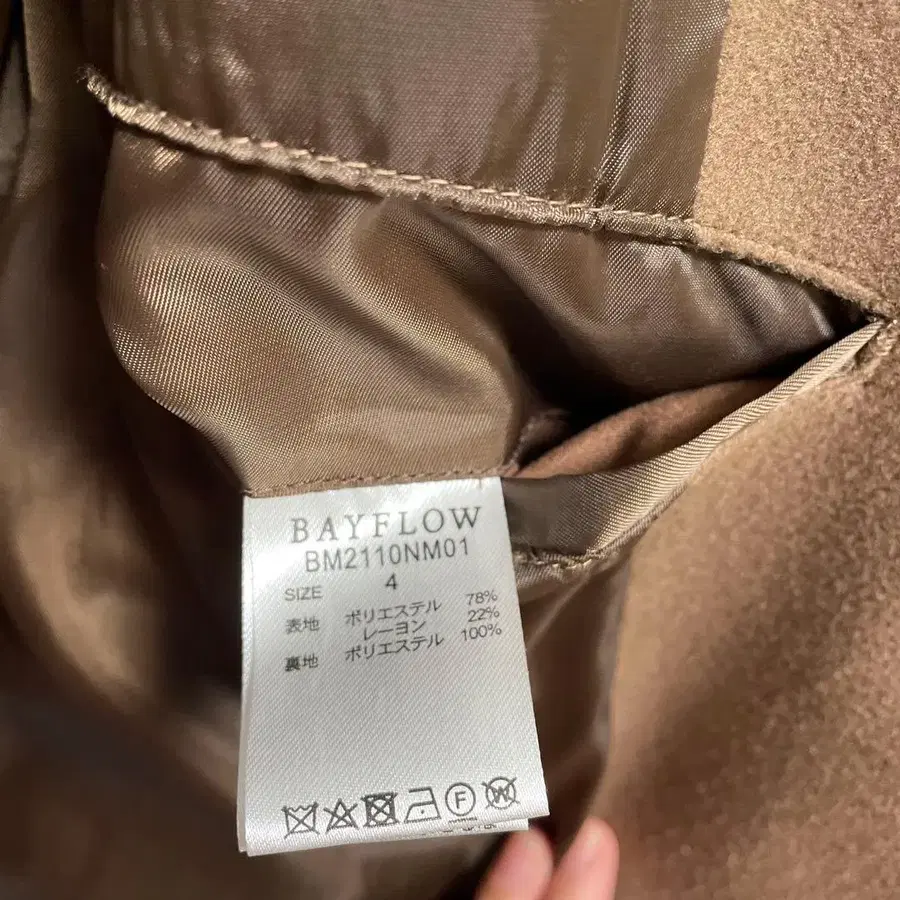 BAYFLOW
BM2110NM01
SIZE 4
表地 ポリエステル 78%
レーヨン 22%
裏地 ポリエステル 100%
F W